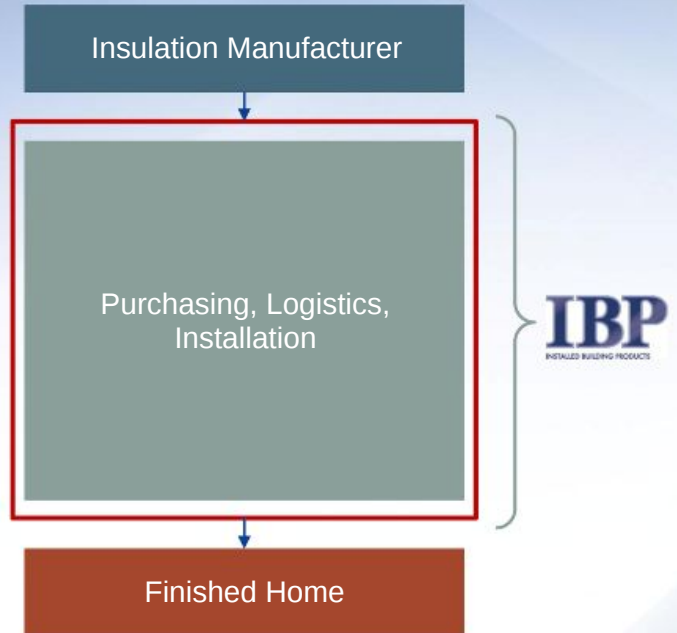 Insulation Manufacturer
Purchasing, Logistics,
Installation
IBP
INSTALLED BUILDING PRODUCTS
Finished Home